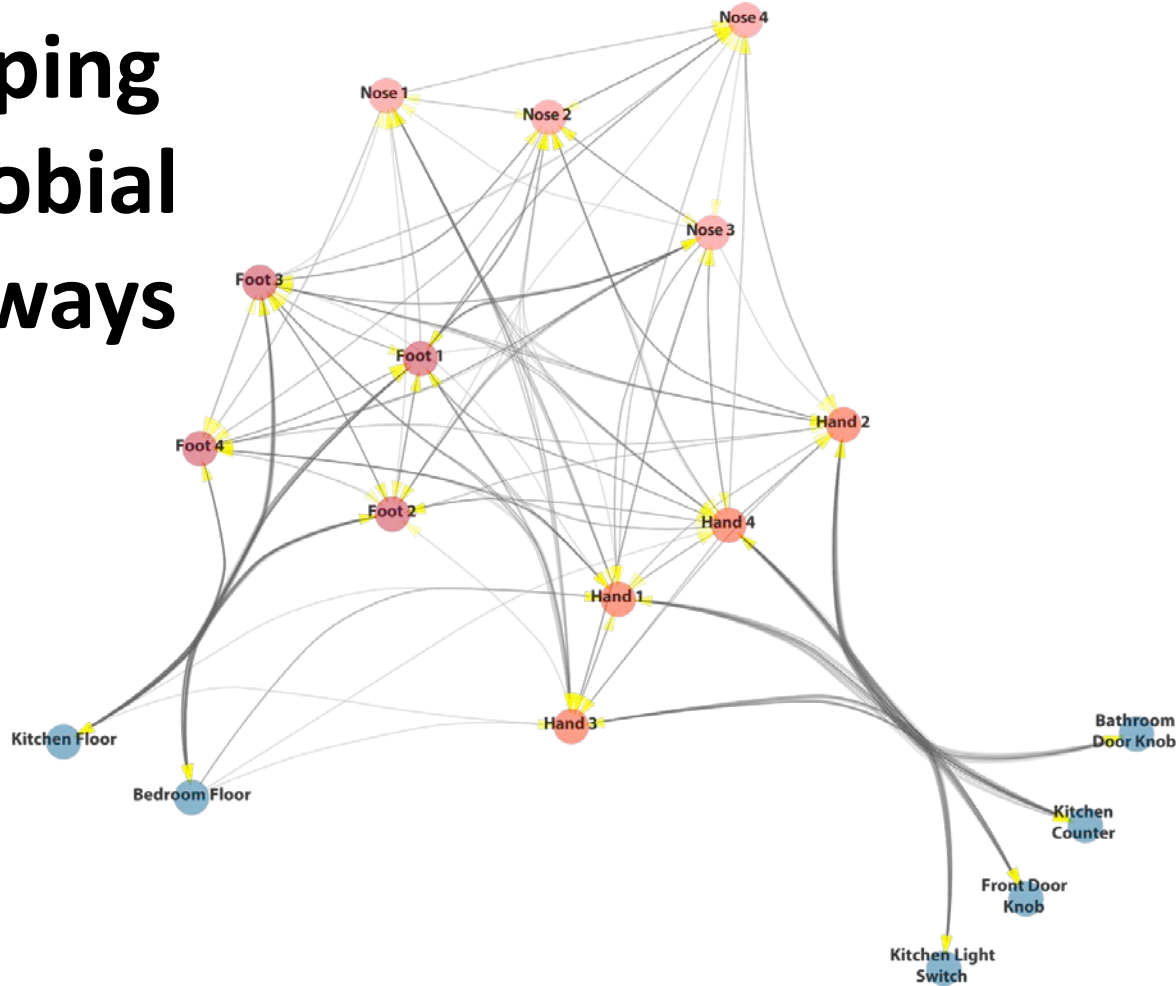 ping
obial
ways
Nose 4
Nose 1
Nose 2
Nose 3
Foot 3
Foot 1
Hand 2
Foot 4
Foot 2
Hand 4
Hand 1
Hand 3
Kitchen Floor
Bathroom
Door Knob
Bedroom Floor
Kitchen
Counter
Front Door
Knob
Kitchen Light
Switch